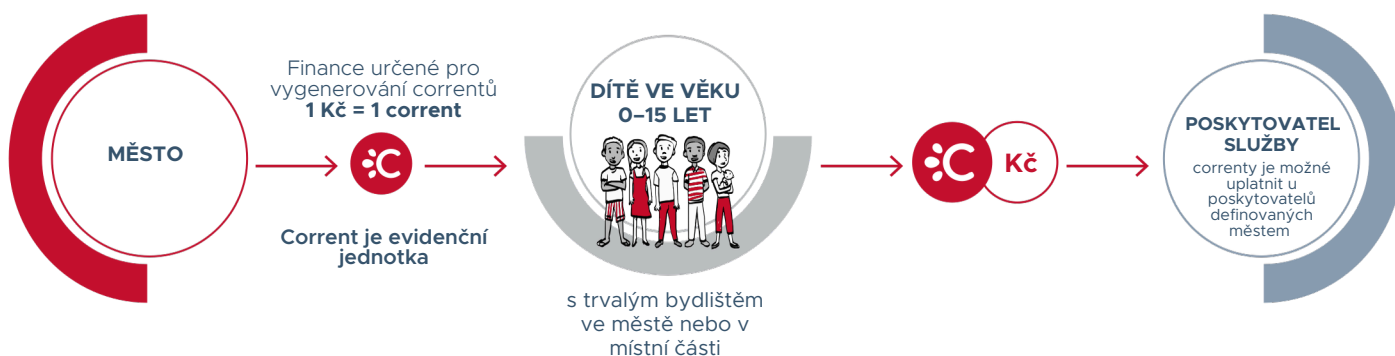 MĚSTO
Finance určené pro
vygenerování correntů
1 Kč = 1 corrent
C
Corrent je evidenční
jednotka
DÍTĚ VE VĚKU
0–15 LET
s trvalým bydlištěm
ve městě nebo v
místní části
C
Kč
POSKYTOVATEL
SLUŽBY
correnty je možné
uplatnit u
poskytovatelů
definovaných
městem